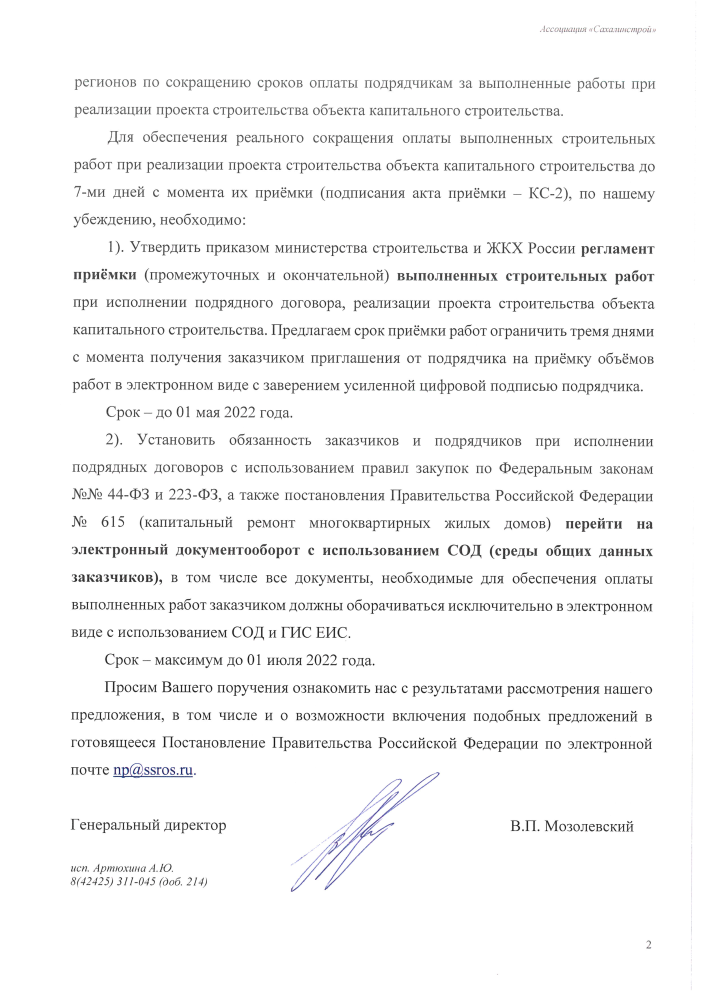 Ассоциация «Сахалинстрой»
регионов по сокращению сроков оплаты подрядчикам за выполненные работы при
реализации проекта строительства объекта капитального строительства.
Для обеспечения реального сокращения оплаты выполненных строительных
работ при реализации проекта строительства объекта капитального строительства до
7-ми дней с момента их приёмки (подписания акта приёмки – КС-2), по нашему
убеждению, необходимо:
1). Утвердить приказом министерства строительства и ЖКХ России регламент
приёмки (промежуточных и окончательной) выполненных строительных работ
при исполнении подрядного договора, реализации проекта строительства объекта
капитального строительства. Предлагаем срок приёмки работ ограничить тремя днями
с момента получения заказчиком приглашения от подрядчика на приёмку объёмов
работ в электронном виде с заверением усиленной цифровой подписью подрядчика.
Срок – до 01 мая 2022 года.
2). Установить обязанность заказчиков и подрядчиков при исполнении
подрядных договоров с использованием правил закупок по Федеральным законам
№№ 44-ФЗ и 223-ФЗ, а также постановления Правительства Российской Федерации
№ 615 (капитальный ремонт многоквартирных жилых домов) перейти на
электронный документооборот с использованием СОД (среды общих данных
заказчиков), в том числе все документы, необходимые для обеспечения оплаты
выполненных работ заказчиком должны оборачиваться исключительно в электронном
виде с использованием СОД и ГИС ЕИС.
Срок – максимум до 01 июля 2022 года.
Просим Вашего поручения ознакомить нас с результатами рассмотрения нашего
предложения, в том числе и о возможности включения подобных предложений в
готовящееся Постановление Правительства Российской Федерации по электронной
почте np@ssros.ru.
Генеральный директор В.П. Мозолевский
исп. Артюхина А.Ю.
8(42425) 311-045 (доб. 214)
2